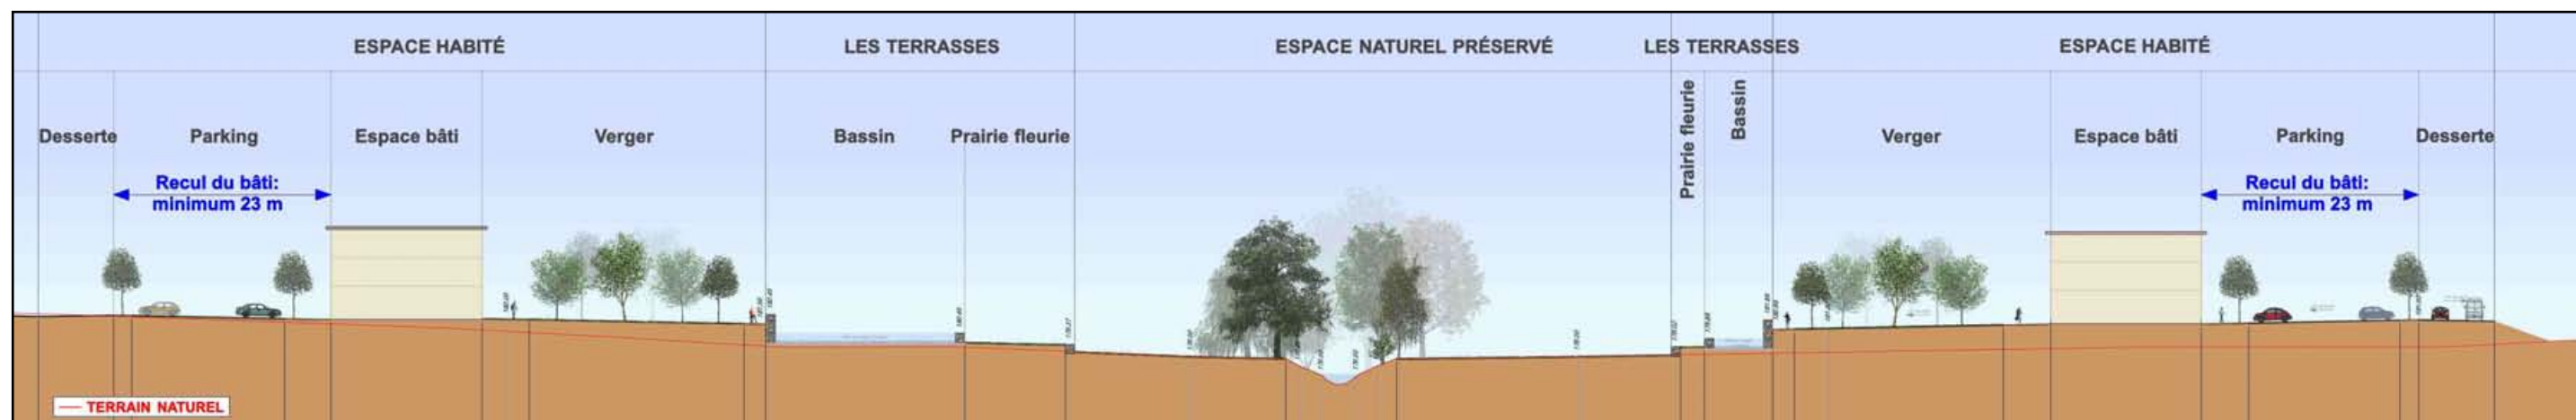 ESPACE HABITÉ
LES TERRASSES
ESPACE NATUREL PRÉSERVÉ
LES TERRASSES
ESPACE HABITÉ
Desserte
Parking
Espace bâti
Verger
Bassin
Prairie fleurie
Prairie fleurie
Bassin
Verger
Espace bâti
Parking
Desserte
Recul du bâti:
minimum 23 m
Recul du bâti:
minimum 23 m
TERRAIN NATUREL